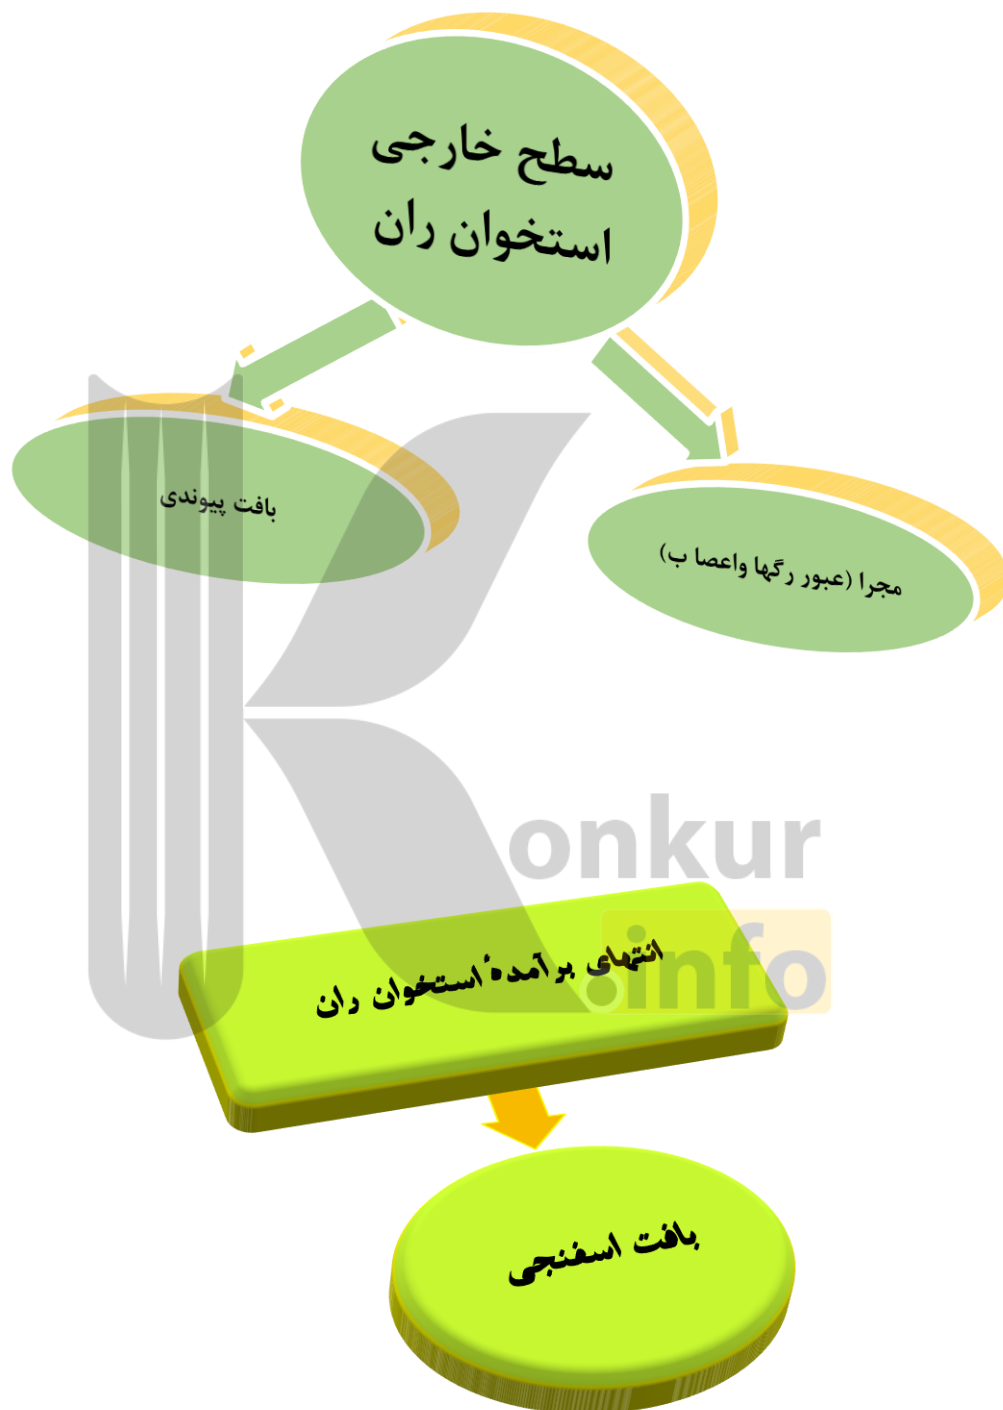 سطح خارجی
استخوان ران
بافت پیوندی
مجرا (عبور رگها واعصا ب)
Konkur
.info
انتهای برآمدهٔ استخوان ران
بافت اسفنجی